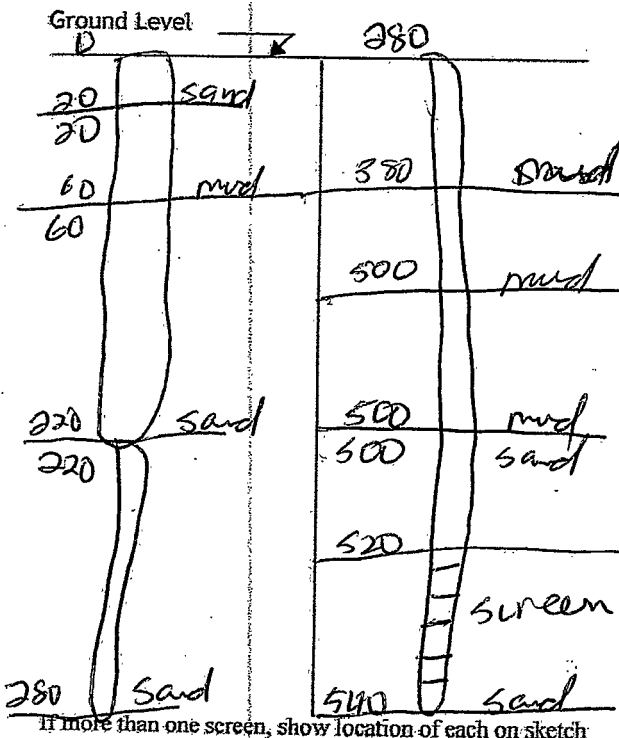 Ground Level
0
20 sand
20
60 mud
60
220 sand
220
280 sand
280
380
500 mud
500 mud
500 sand
520
screen
540 sand
If more than one screen, show location of each on sketch